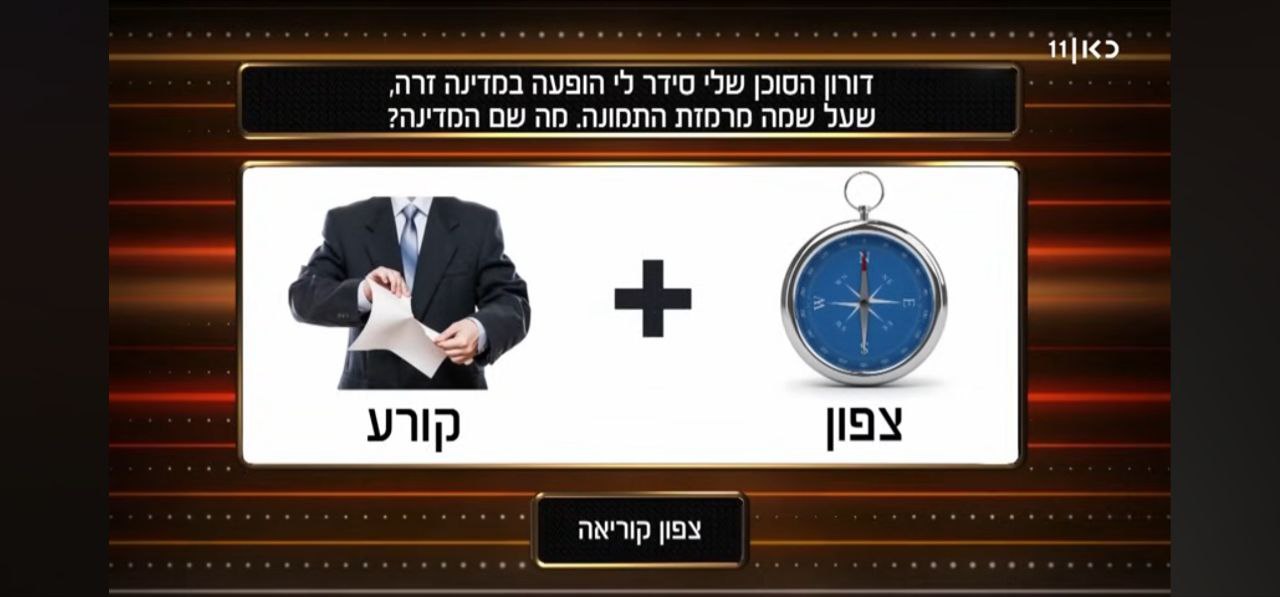 כאן 11
דורון הסוכן שלי סידר לי הופעה במדינה זרה,
שעל שמה מרמזת התמונה. מה שם המדינה?
N
W E
S
צפון
+
קורע
צפון קוריאה